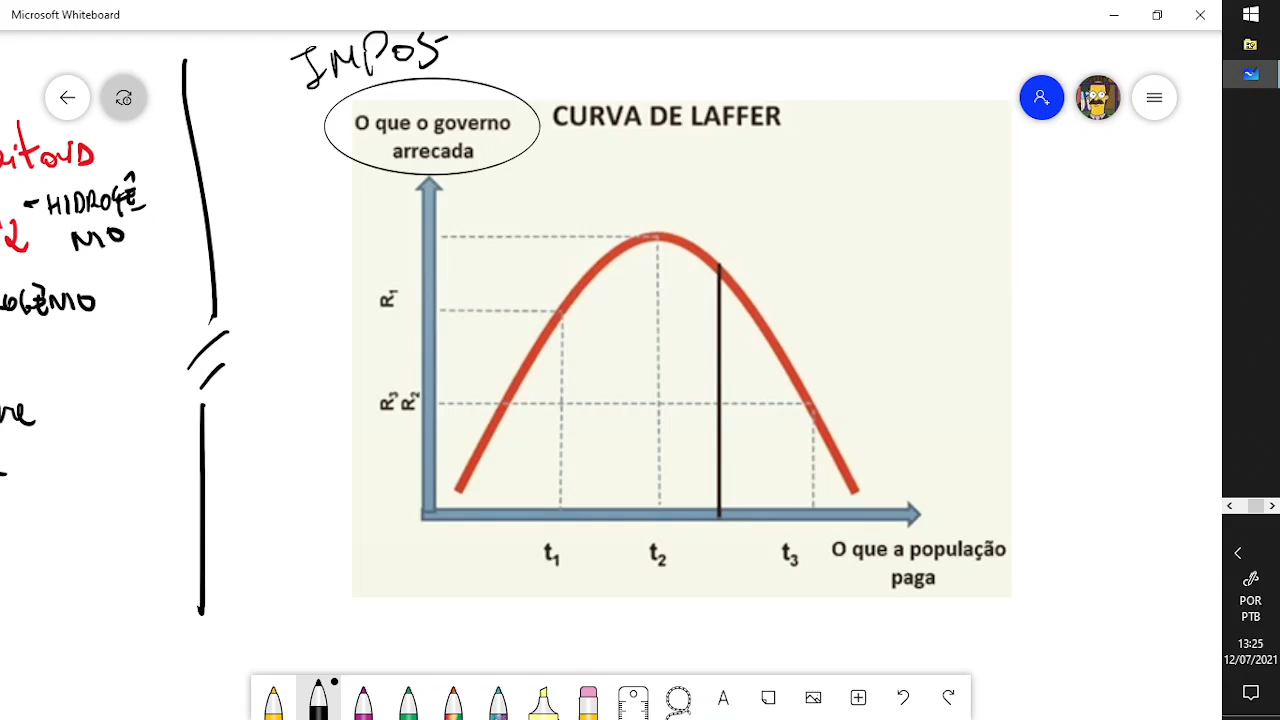 Microsoft Whiteboard
IMPOS
HIDROGÊ
NO
CURVA DE LAFFER
O que o governo
arrecada
R₁
R₃
R₂
t₁
t₂
t₃
O que a população
paga
A
POR
PTB
13:25
12/07/2021